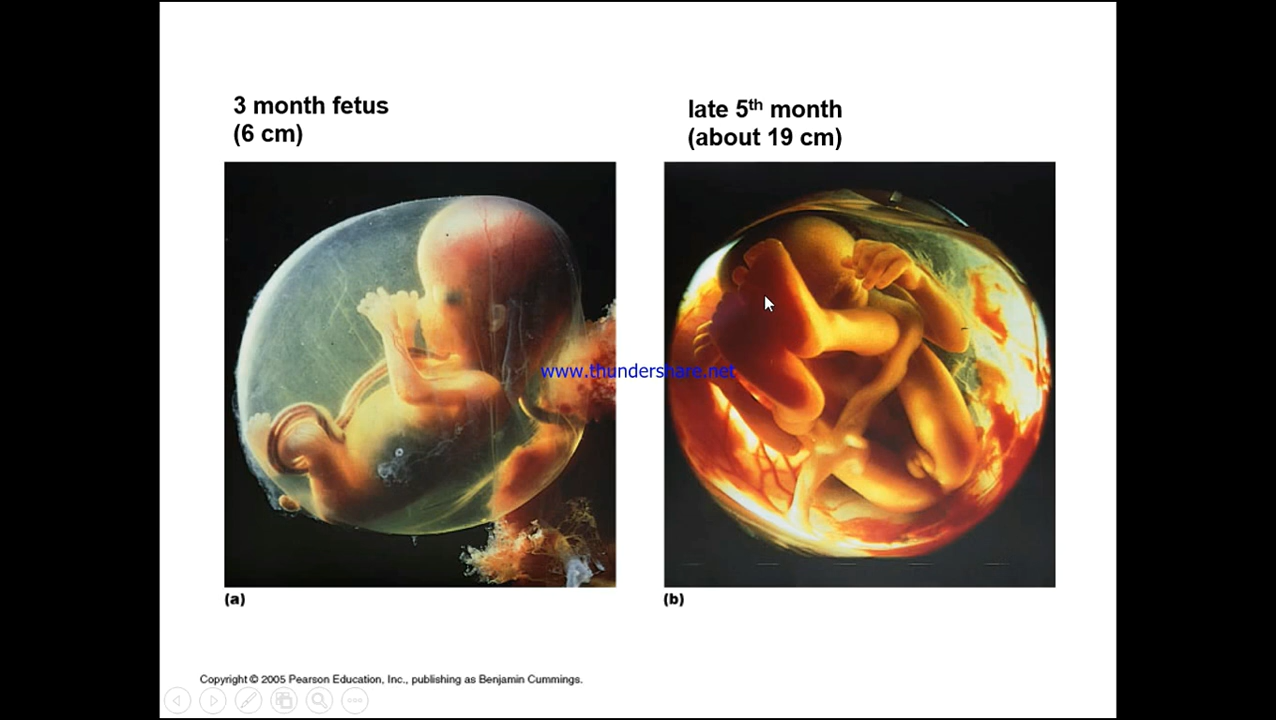 3 month fetus
(6 cm)
late 5th month
(about 19 cm)
www.thundershare.net
(a)
(b)
Copyright © 2005 Pearson Education, Inc., publishing as Benjamin Cummings.